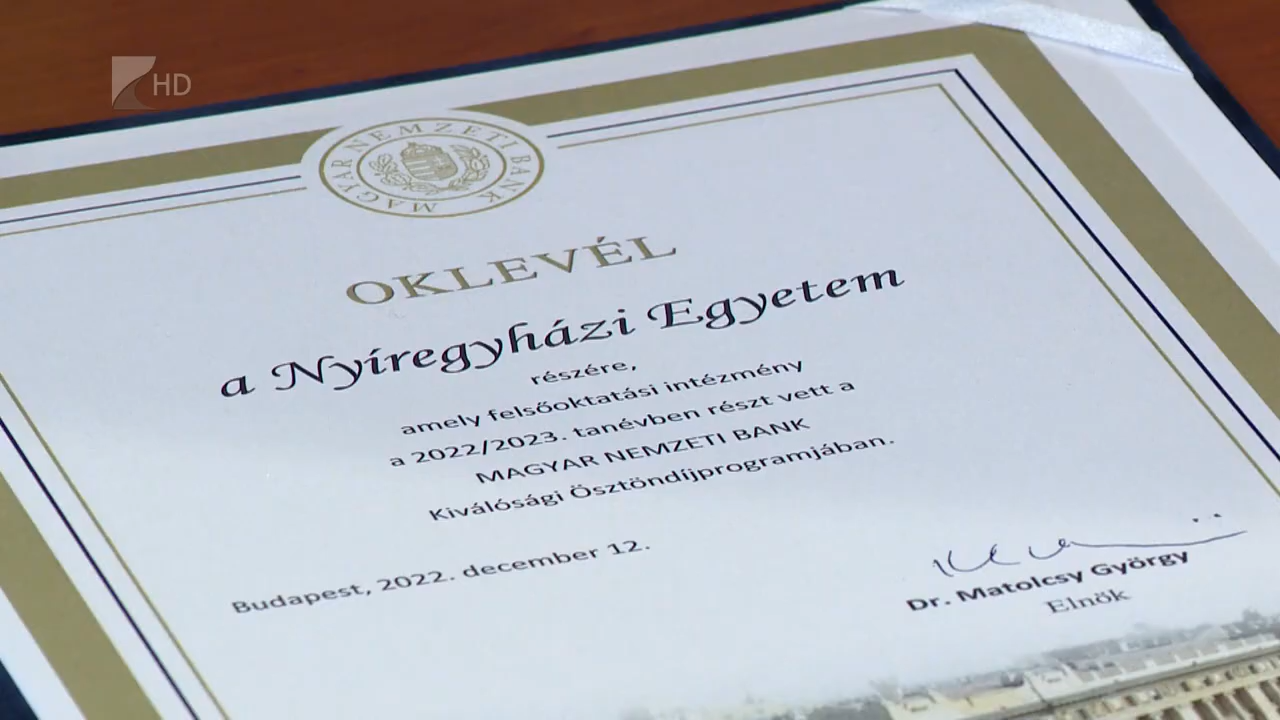 HD
MAGYAR NEMZETI BANK
OKLEVÉL
a Nyíregyházi Egyetem
részére,
amely felsőoktatási intézmény
a 2022/2023. tanévben részt vett a
MAGYAR NEMZETI BANK
Kiválósági Ösztöndíjprogramjában.
Budapest, 2022. december 12.
Dr. Matolcsy György
Elnök